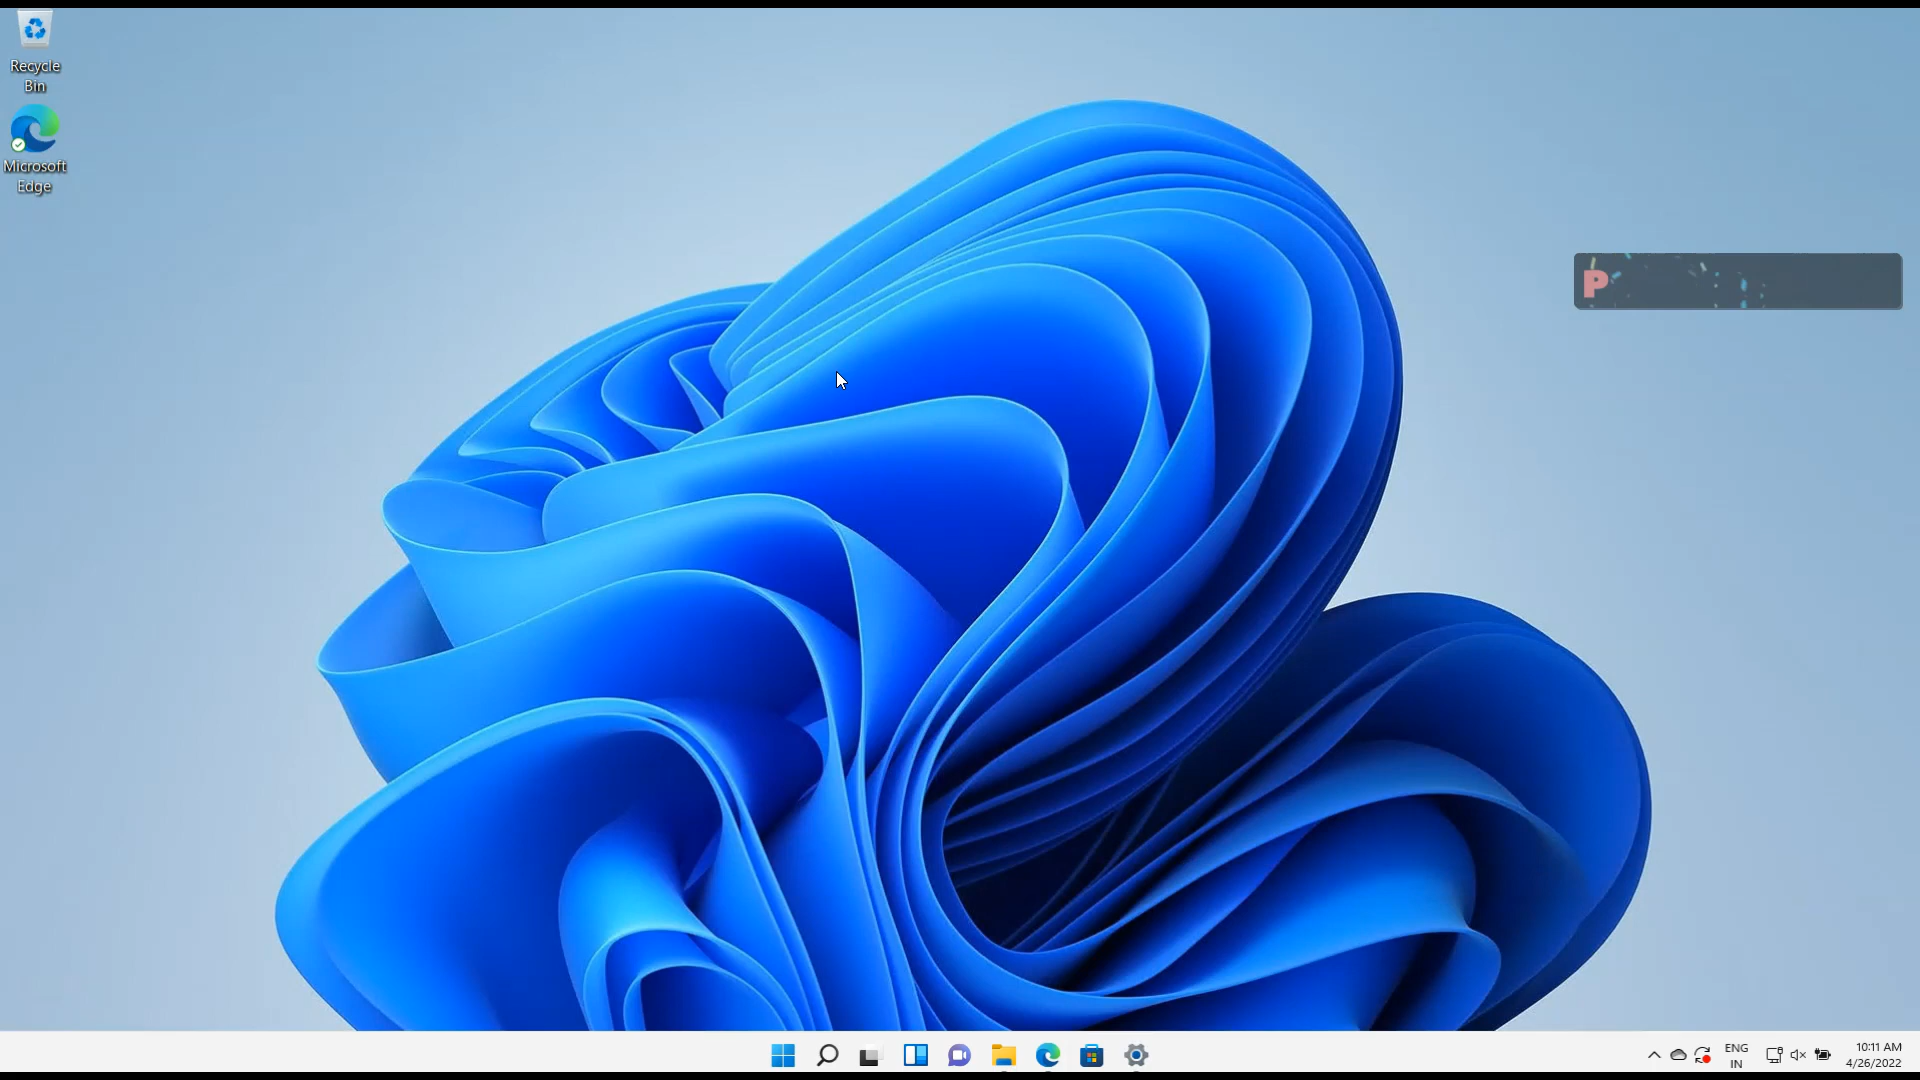 Recycle
Bin
Microsoft
Edge
P
ENG
IN
10:11 AM
4/26/2022